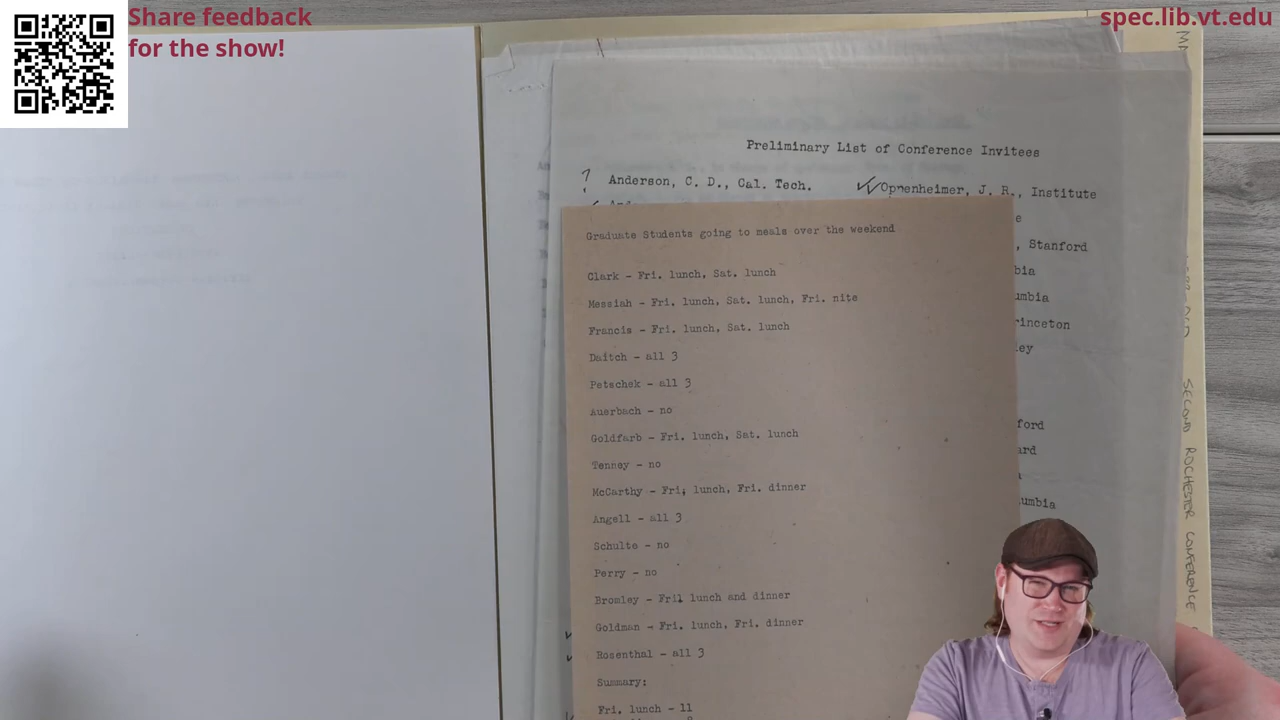 Share feedback
for the show!
spec.lib.vt.edu
Preliminary List of Conference Invitees
? Anderson, C. D., Cal. Tech.
Oppenheimer, J. R., Institute
, Stanford
umbia
rinceton
ley
ford
ard
umbia
Graduate Students going to meals over the weekend
Clark - Fri. lunch, Sat. lunch
Messiah - Fri. lunch, Sat. lunch, Fri. nite
Francis - Fri. lunch, Sat. lunch
Daitch - all 3
Petschek - all 3
Auerbach - no
Goldfarb - Fri. lunch, Sat. lunch
Tenney - no
McCarthy - Fri, lunch, Fri. dinner
Angell - all 3
Schulte - no
Perry - no
Bromley - Fri1 lunch and dinner
Goldman - Fri. lunch, Fri. dinner
Rosenthal - all 3
Summary:
Fri. lunch - 11
SECOND ROCHESTER CONFERENCE